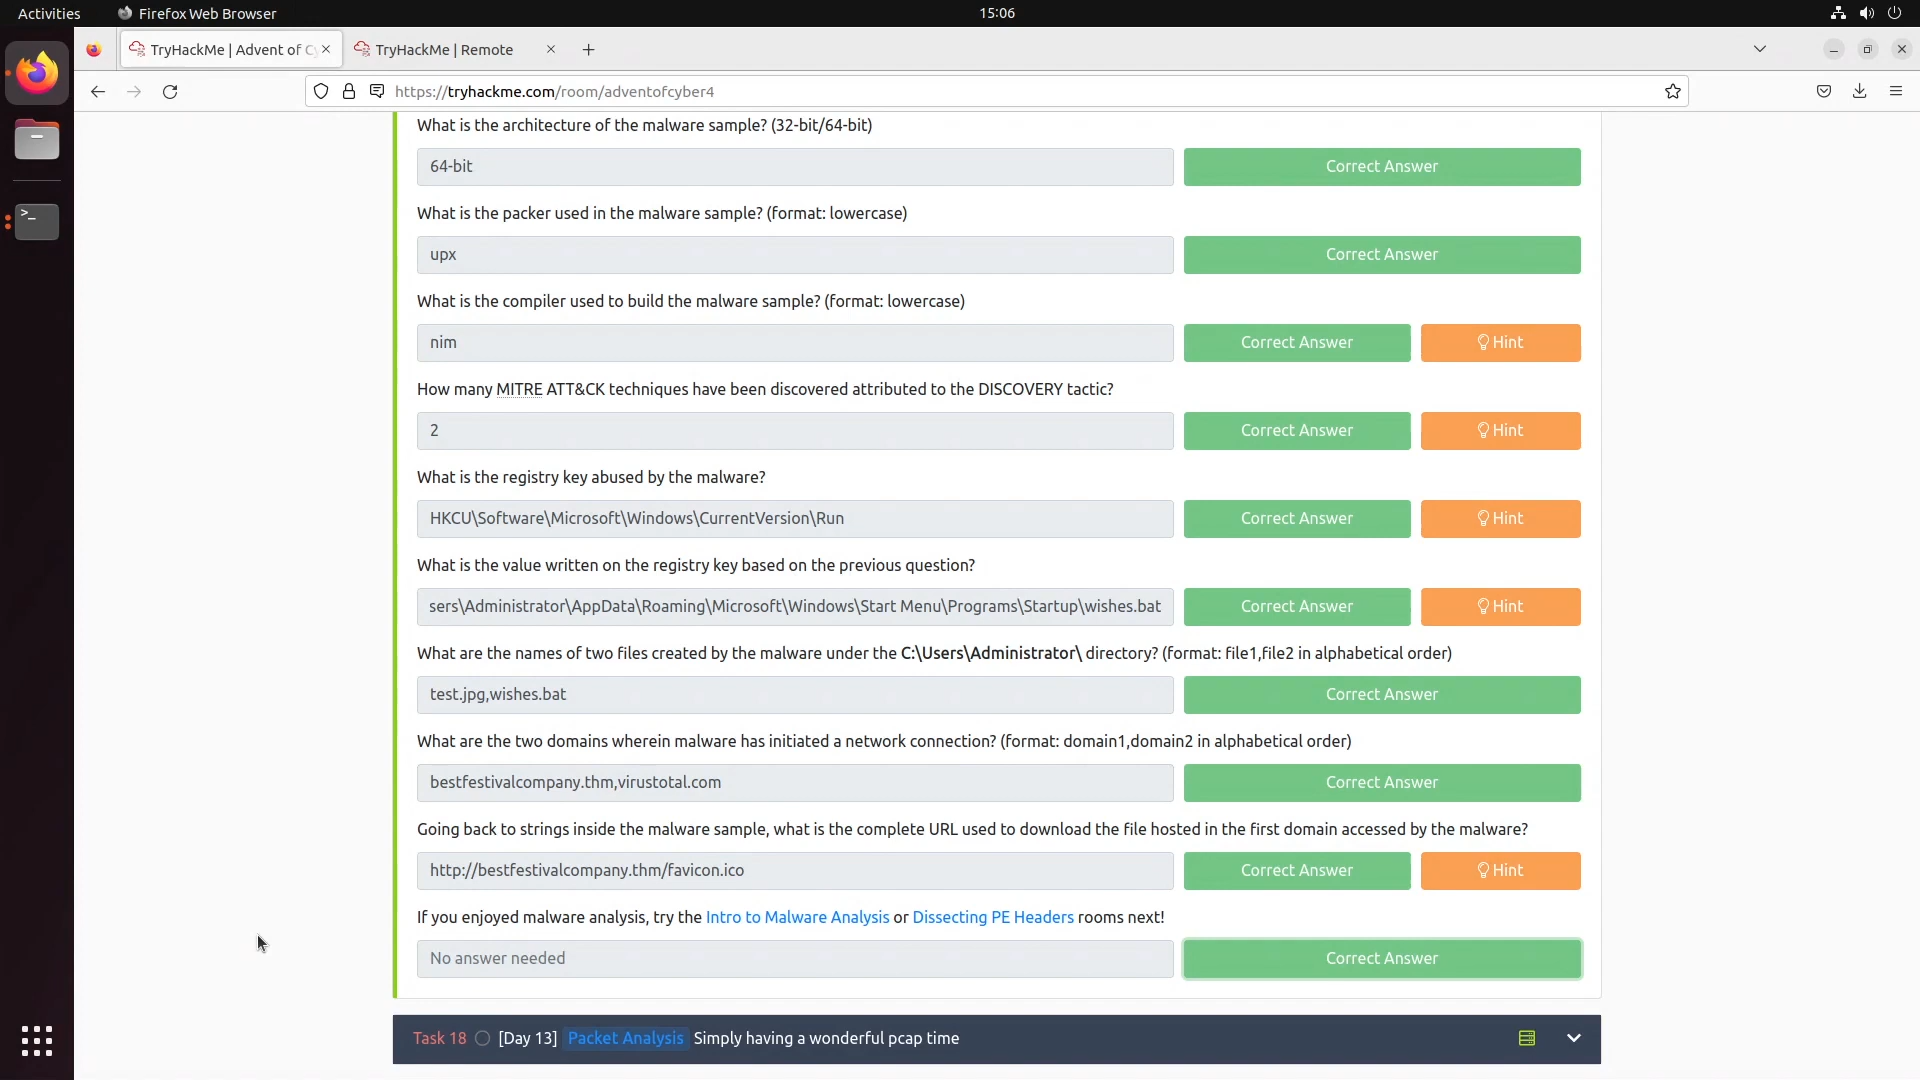 Activities
Firefox Web Browser
15:06
TryHackMe | Advent of Cy
TryHackMe | Remote
https://tryhackme.com/room/adventofcyber4
What is the architecture of the malware sample? (32-bit/64-bit)
64-bit
Correct Answer
What is the packer used in the malware sample? (format: lowercase)
upx
Correct Answer
What is the compiler used to build the malware sample? (format: lowercase)
nim
Correct Answer
Hint
How many MITRE ATT&CK techniques have been discovered attributed to the DISCOVERY tactic?
2
Correct Answer
Hint
What is the registry key abused by the malware?
HKCU\Software\Microsoft\Windows\CurrentVersion\Run
Correct Answer
Hint
What is the value written on the registry key based on the previous question?
sers\Administrator\AppData\Roaming\Microsoft\Windows\Start Menu\Programs\Startup\wishes.bat
Correct Answer
Hint
What are the names of two files created by the malware under the C:\Users\Administrator\ directory? (format: file1,file2 in alphabetical order)
test.jpg,wishes.bat
Correct Answer
What are the two domains wherein malware has initiated a network connection? (format: domain1,domain2 in alphabetical order)
bestfestivalcompany.thm,virustotal.com
Correct Answer
Going back to strings inside the malware sample, what is the complete URL used to download the file hosted in the first domain accessed by the malware?
http://bestfestivalcompany.thm/favicon.ico
Correct Answer
Hint
If you enjoyed malware analysis, try the Intro to Malware Analysis or Dissecting PE Headers rooms next!
No answer needed
Correct Answer
Task 18 [Day 13] Packet Analysis Simply having a wonderful pcap time